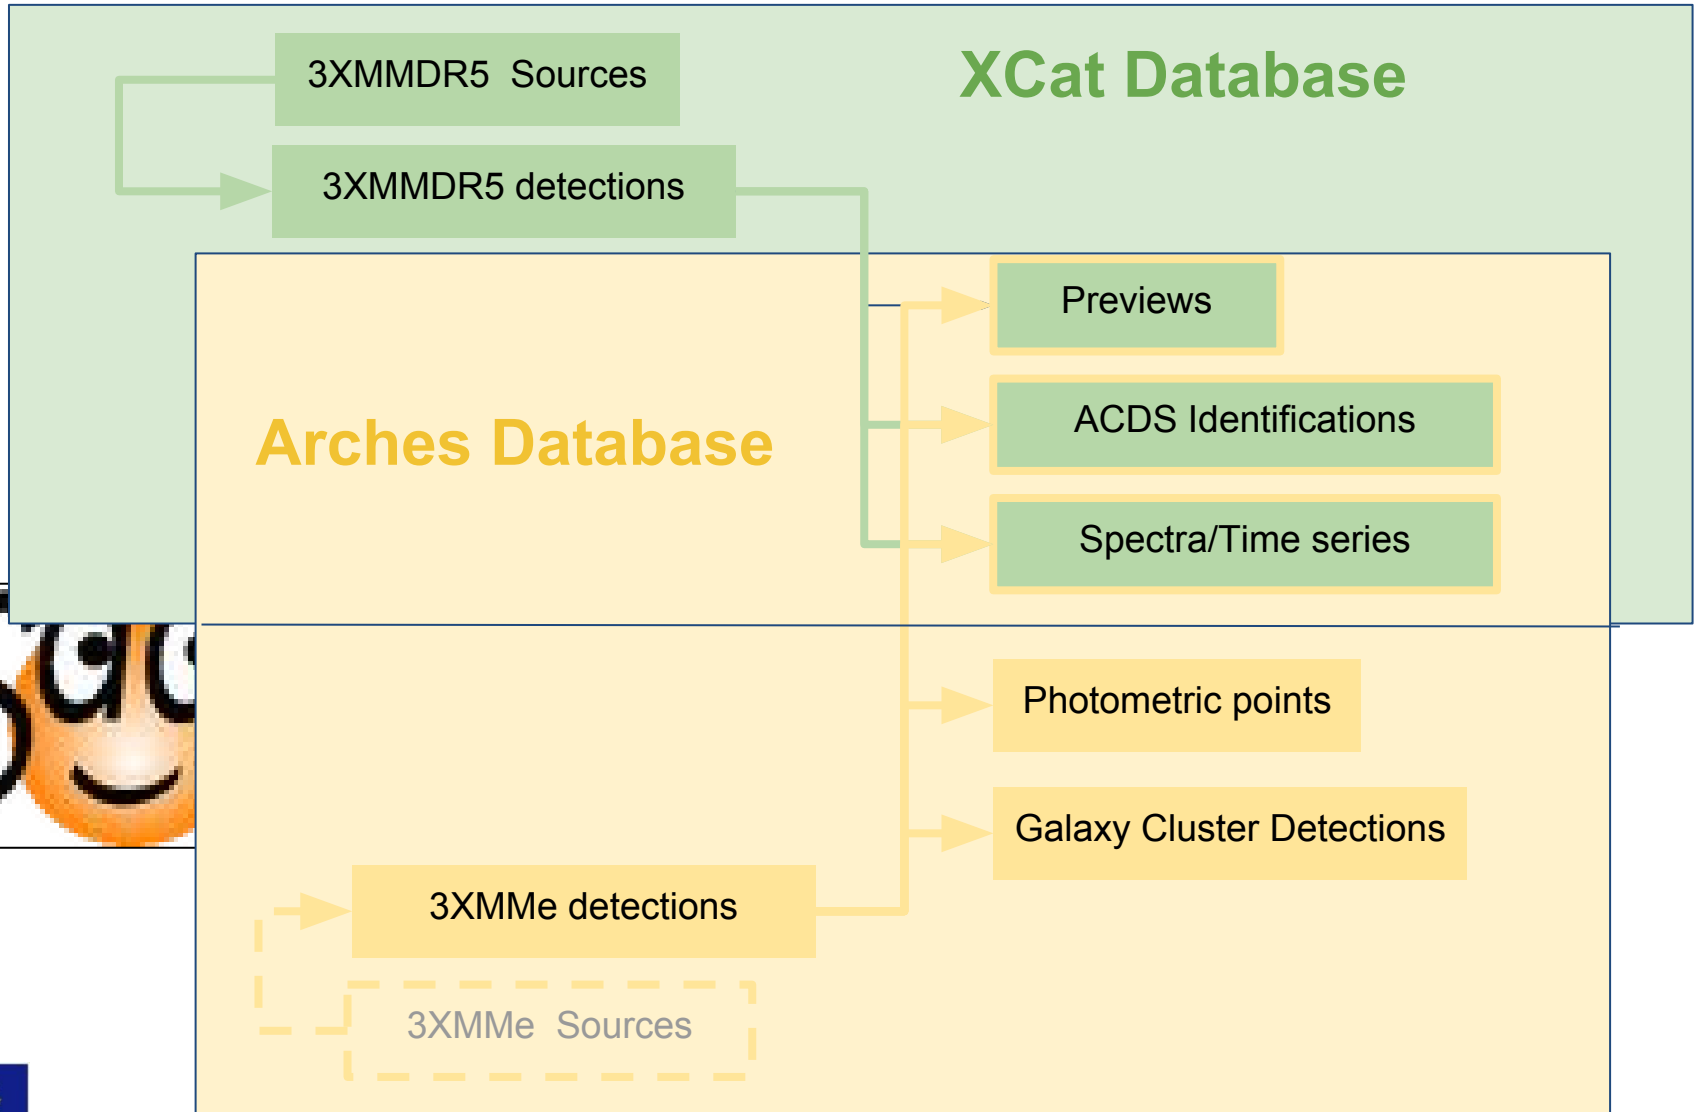 3XMMDR5 Sources
XCat Database
3XMMDR5 detections
Previews
ACDS Identifications
Arches Database
Spectra/Time series
Photometric points
Galaxy Cluster Detections
3XMMe detections
3XMMe Sources